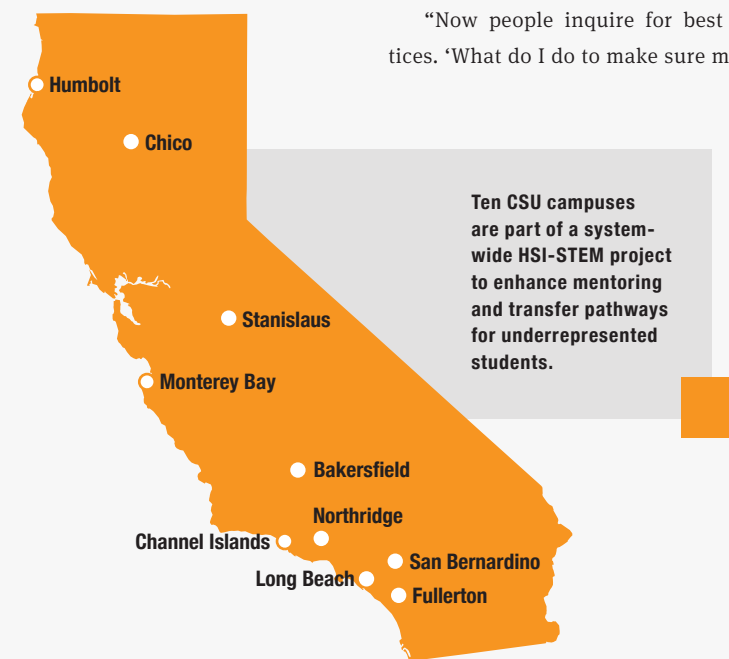 “Now people inquire for best
tices. ‘What do I do to make sure m
Humbolt
Chico
Ten CSU campuses
are part of a system-
wide HSI-STEM project
to enhance mentoring
and transfer pathways
for underrepresented
students.
Stanislaus
Monterey Bay
Bakersfield
Northridge
Channel Islands
San Bernardino
Long Beach
Fullerton